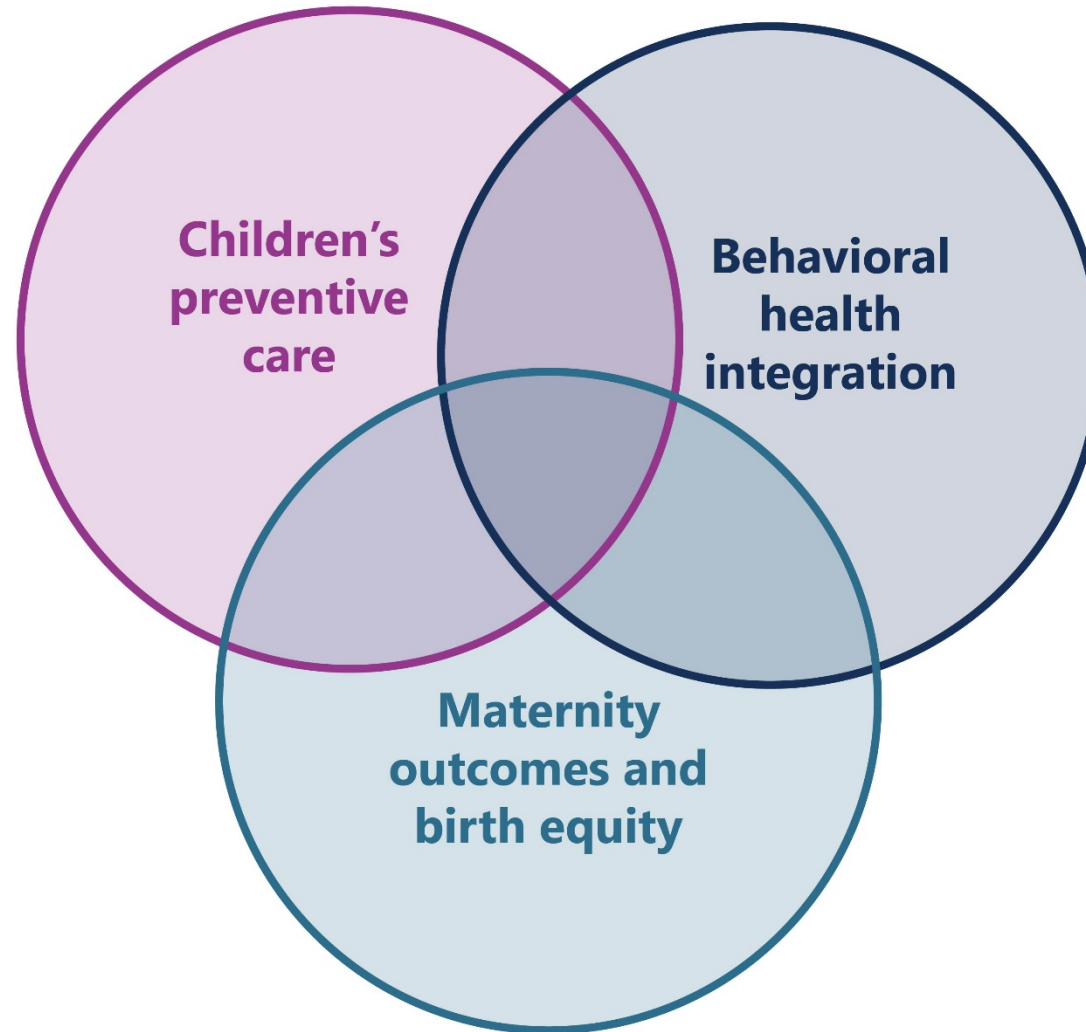 Children’s
preventive
care
Behavioral
health
integration
Maternity
outcomes and
birth equity